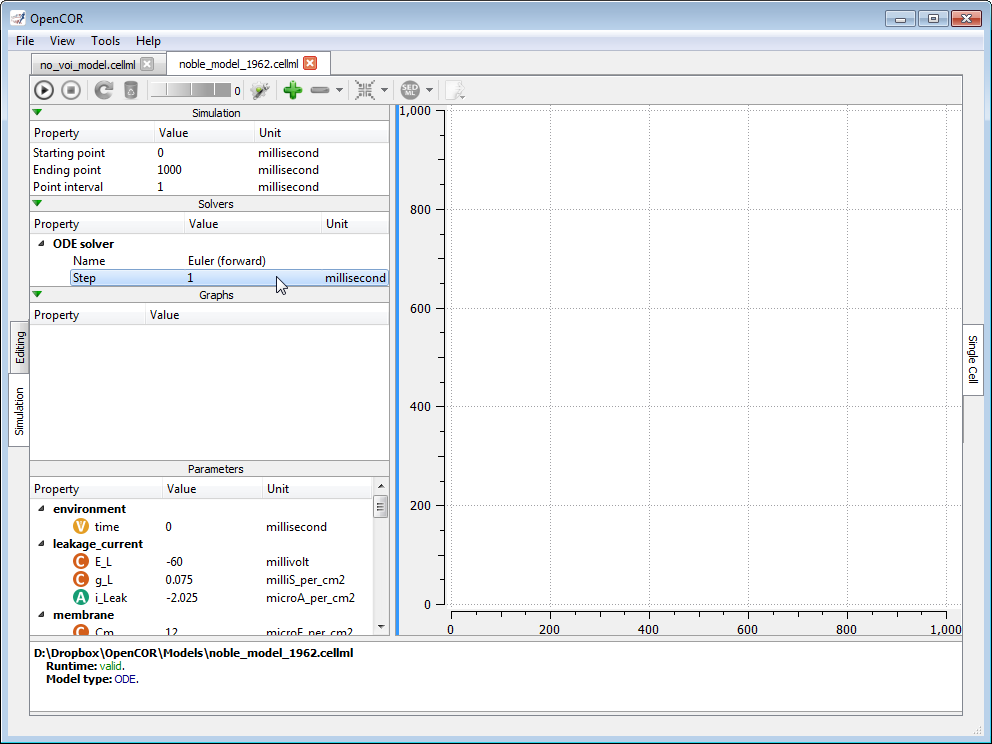 OpenCOR
File View Tools Help
no_voi_model.cellml noble_model_1962.cellml
0 SED ML
Simulation
Property Value Unit
Starting point 0 millisecond
Ending point 1000 millisecond
Point interval 1 millisecond
Solvers
Property Value Unit
ODE solver
Name Euler (forward)
Step 1 millisecond
Graphs
Property Value
Editing
Simulation
Parameters
Property Value Unit
environment
V time 0 millisecond
leakage_current
C E_L -60 millivolt
C g_L 0.075 milliS_per_cm2
A i_Leak -2.025 microA_per_cm2
membrane
C Cm 12 microF_per_cm2
1,000
800
600
400
200
0
0 200 400 600 800 1,000
Single Cell
D:\Dropbox\OpenCOR\Models\noble_model_1962.cellml
Runtime: valid.
Model type: ODE.